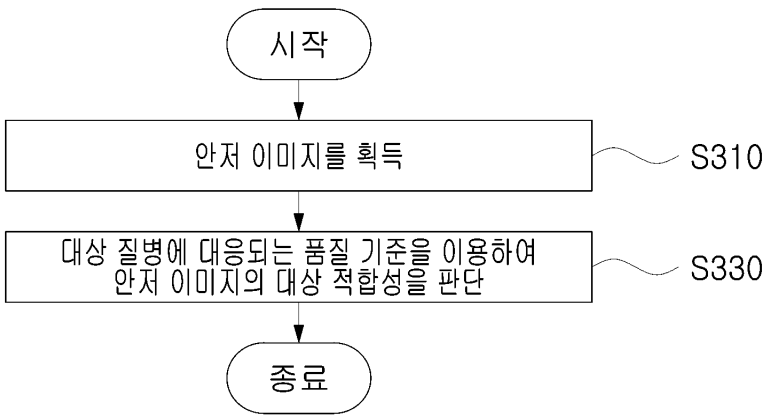 시작
안저 이미지를 획득
S310
대상 질병에 대응되는 품질 기준을 이용하여
안저 이미지의 대상 적합성을 판단
S330
종료